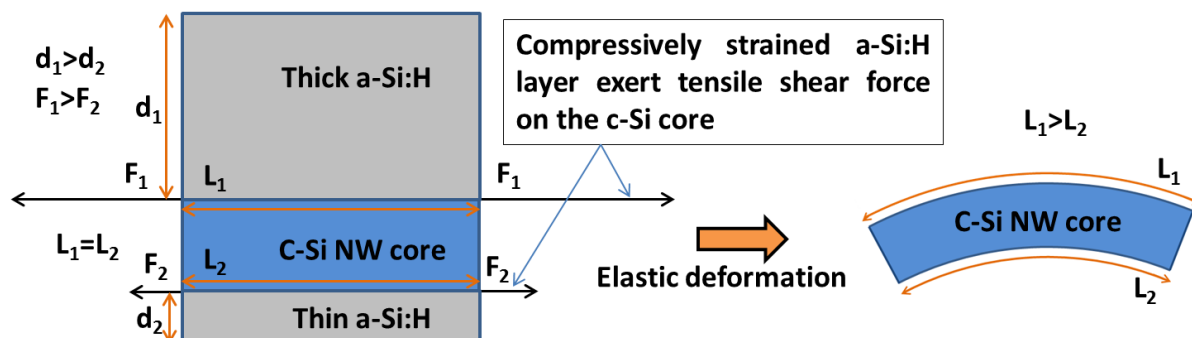 d₁>d₂
F₁>F₂
d₁
Thick a-Si:H
Compressively strained a-Si:H
layer exert tensile shear force
on the c-Si core
F₁
L₁
F₁
L₁=L₂
F₂
L₂
C-Si NW core
F₂
d₂
Thin a-Si:H
Elastic deformation
L₁>L₂
L₁
C-Si NW core
L₂